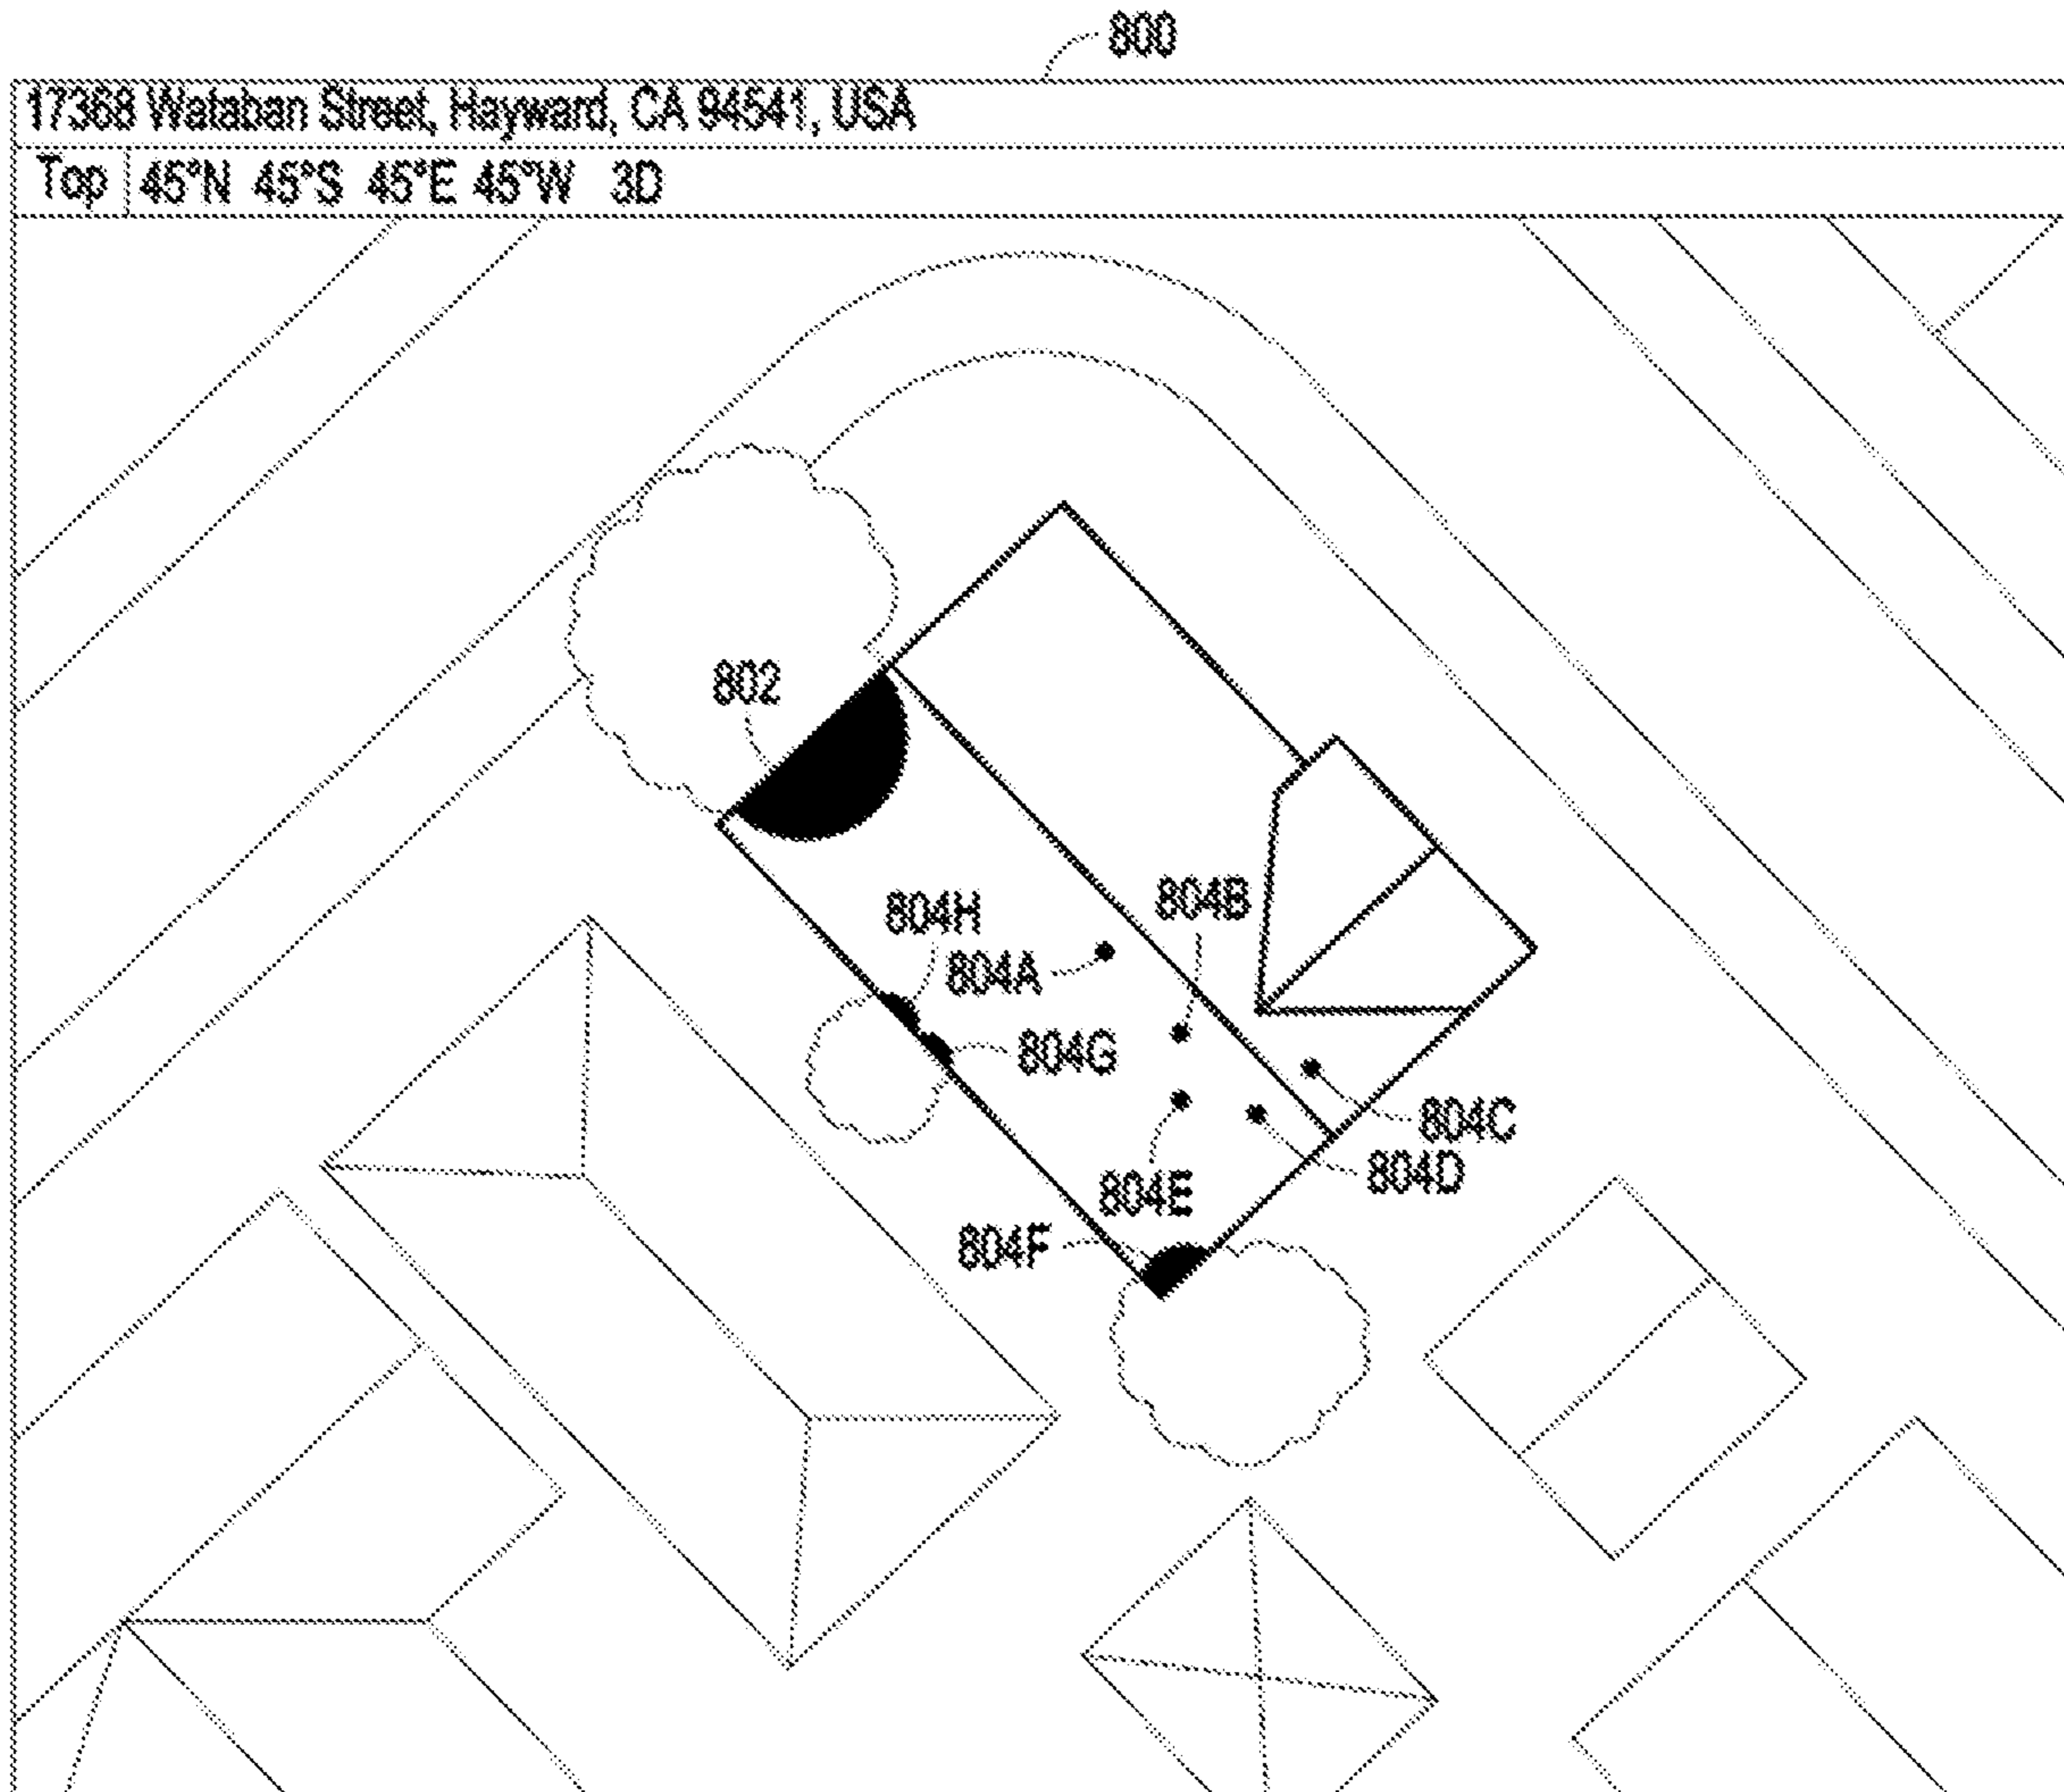 800
17368 Wataban Street, Hayward, CA 94541, USA
Top 45°N 45°S 45°E 45°W 3D
802
804H
804B
804A
804G
804C
804D
804E
804F